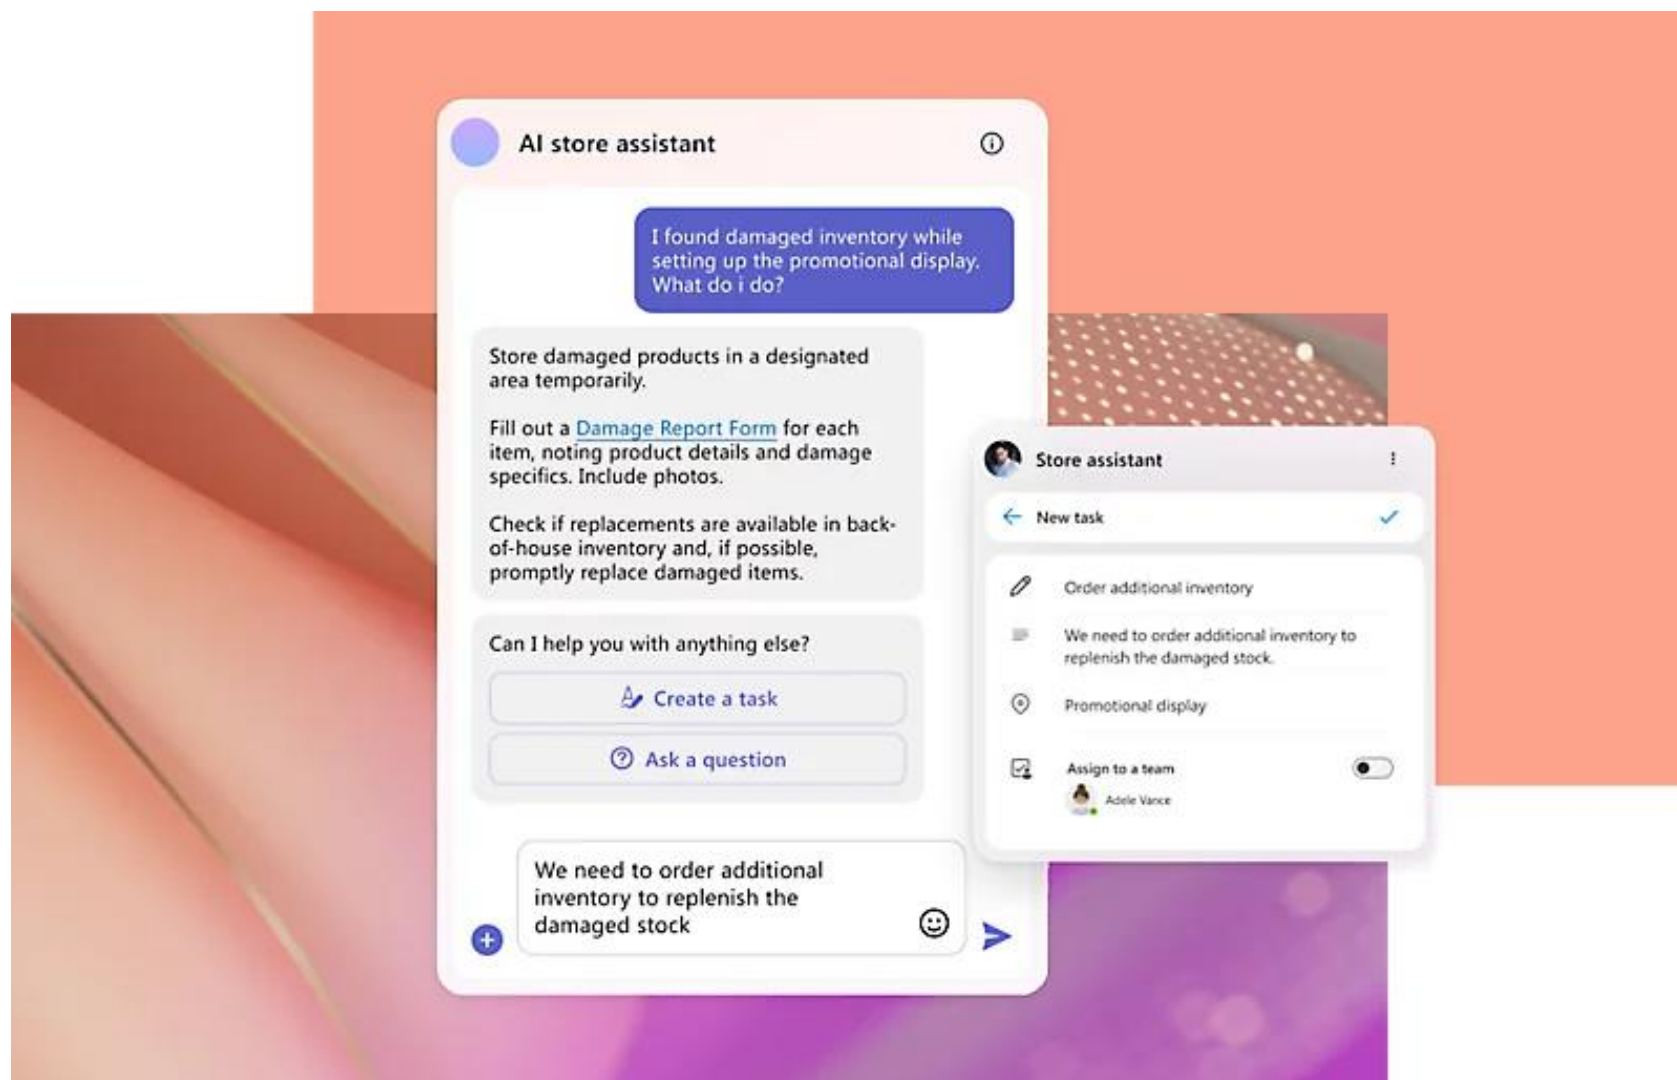 AI store assistant
I found damaged inventory while
setting up the promotional display.
What do i do?
Store damaged products in a designated
area temporarily.
Fill out a Damage Report Form for each
item, noting product details and damage
specifics. Include photos.
Check if replacements are available in back-
of-house inventory and, if possible,
promptly replace damaged items.
Can I help you with anything else?
Create a task
Ask a question
We need to order additional
inventory to replenish the
damaged stock
Store assistant
New task
Order additional inventory
We need to order additional inventory to
replenish the damaged stock.
Promotional display
Assign to a team
Adele Vance